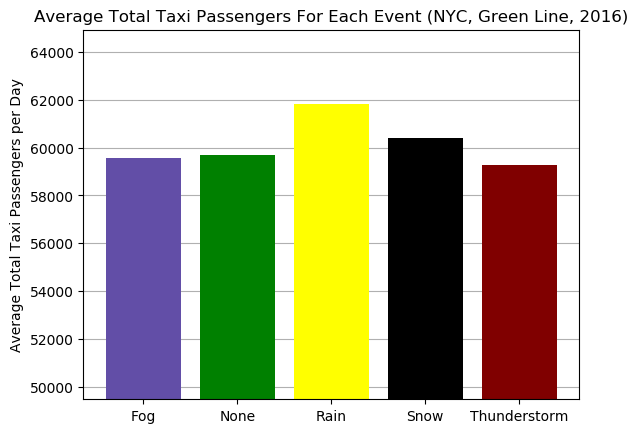 Average Total Taxi Passengers For Each Event (NYC, Green Line, 2016)
Average Total Taxi Passengers per Day
64000
62000
60000
58000
56000
54000
52000
50000
Fog None Rain Snow Thunderstorm